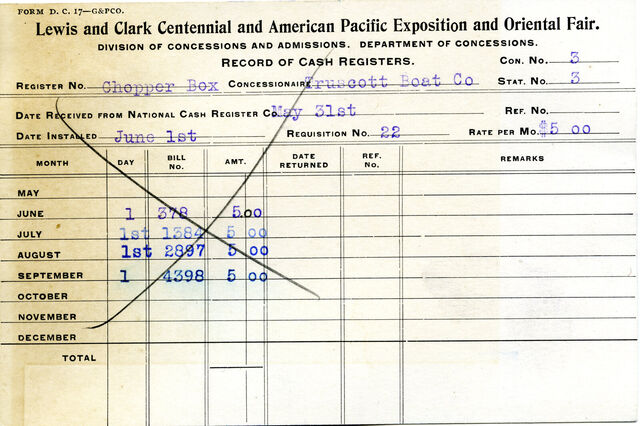 FORM D. C. 17—G&PCO.
Lewis and Clark Centennial and American Pacific Exposition and Oriental Fair.
DIVISION OF CONCESSIONS AND ADMISSIONS. DEPARTMENT OF CONCESSIONS.
RECORD OF CASH REGISTERS. CON. NO. 3
REGISTER NO. Chopper Box CONCESSIONAIRE Truscott Boat Co STAT. NO. 3
DATE RECEIVED FROM NATIONAL CASH REGISTER CO. May 31st REF. NO.
DATE INSTALLED June 1st REQUISITION NO. 22 RATE PER MO. $5 00
MONTH DAY BILL NO. AMT. DATE RETURNED REF. NO. REMARKS
MAY
JUNE 1 378 5.00
JULY 1st 1384 5 00
AUGUST 1st 2897 5 00
SEPTEMBER 1 4398 5 00
OCTOBER
NOVEMBER
DECEMBER
TOTAL